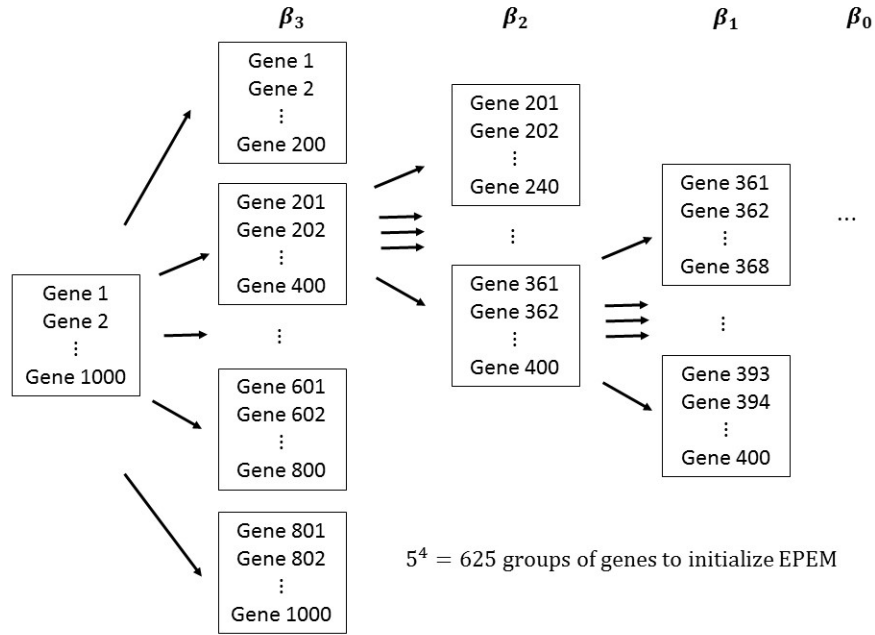 β₃
β₂
β₁
β₀
Gene 1
Gene 2
⋮
Gene 1000
Gene 1
Gene 2
⋮
Gene 200
Gene 201
Gene 202
⋮
Gene 400
⋮
Gene 601
Gene 602
⋮
Gene 800
Gene 801
Gene 802
⋮
Gene 1000
Gene 201
Gene 202
⋮
Gene 240
⋮
Gene 361
Gene 362
⋮
Gene 400
Gene 361
Gene 362
⋮
Gene 368
⋮
Gene 393
Gene 394
⋮
Gene 400
...
5⁴ = 625 groups of genes to initialize EPEM